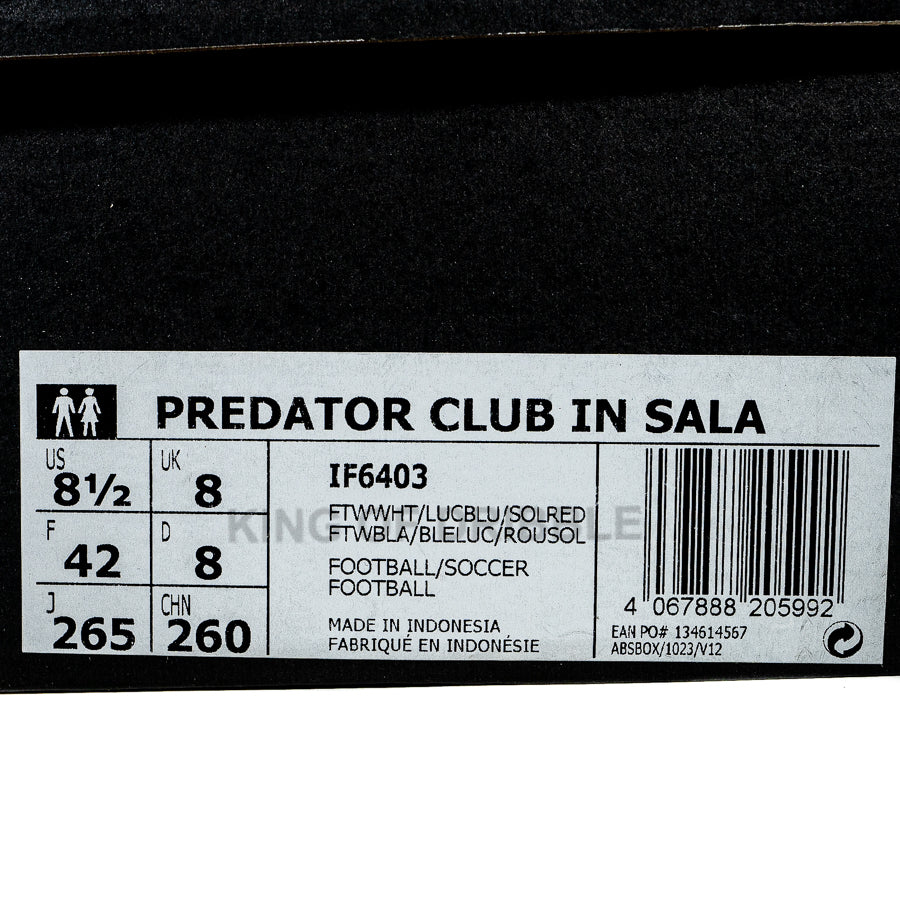 PREDATOR CLUB IN SALA
US 8½ UK 8
F 42 D 8
J 265 CHN 260
IF6403
FTWWHT/LUCBLU/SOLRED
FTWBLA/BLELUC/ROUSOL
FOOTBALL/SOCCER
FOOTBALL
MADE IN INDONESIA
FABRIQUÉ EN INDONÉSIE
4 067888 205992
EAN PO# 134614567
ABSBOX/1023/V12
KING